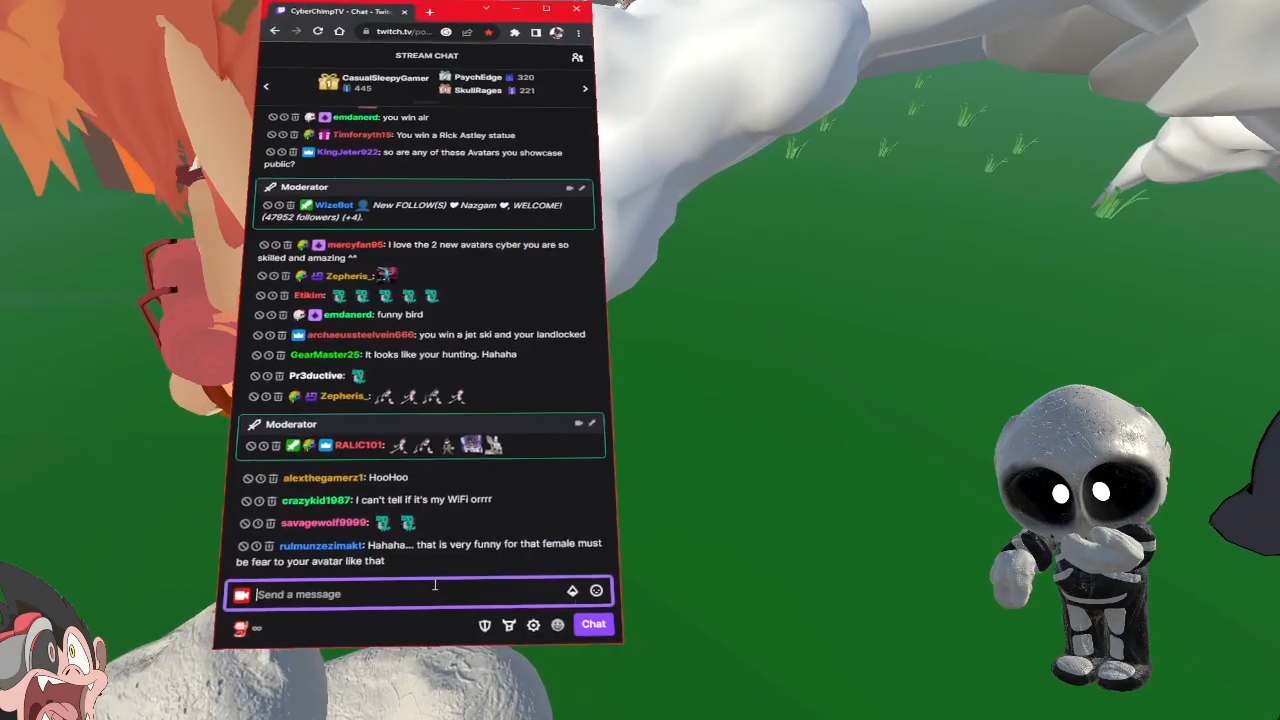 CyberChimpTV - Chat - Twit
twitch.tv/po...
STREAM CHAT
CasualSleepyGamer
445
PsychEdge 320
SkullRages 221
emdanerd: you win air
Timforsyth15: You win a Rick Astley statue
KingJeter922: so are any of these Avatars you showcase
public?
Moderator
WizeBot New FOLLOW(S) ❤ Nazgam ❤, WELCOME!
(47952 followers) (+4).
mercyfan95: I love the 2 new avatars cyber you are so
skilled and amazing ^^
Zepheris_:
Etikim:
emdanerd: funny bird
archaeussteelvein666: you win a jet ski and your landlocked
GearMaster25: It looks like your hunting. Hahaha
Pr3ductive:
Zepheris_:
Moderator
RALIC101:
alexthegamerz1: HooHoo
crazykid1987: I can't tell if it's my WiFi orrrr
savagewolf9999:
rulmunzezimakt: Hahaha... that is very funny for that female must
be fear to your avatar like that
Send a message
∞
Chat